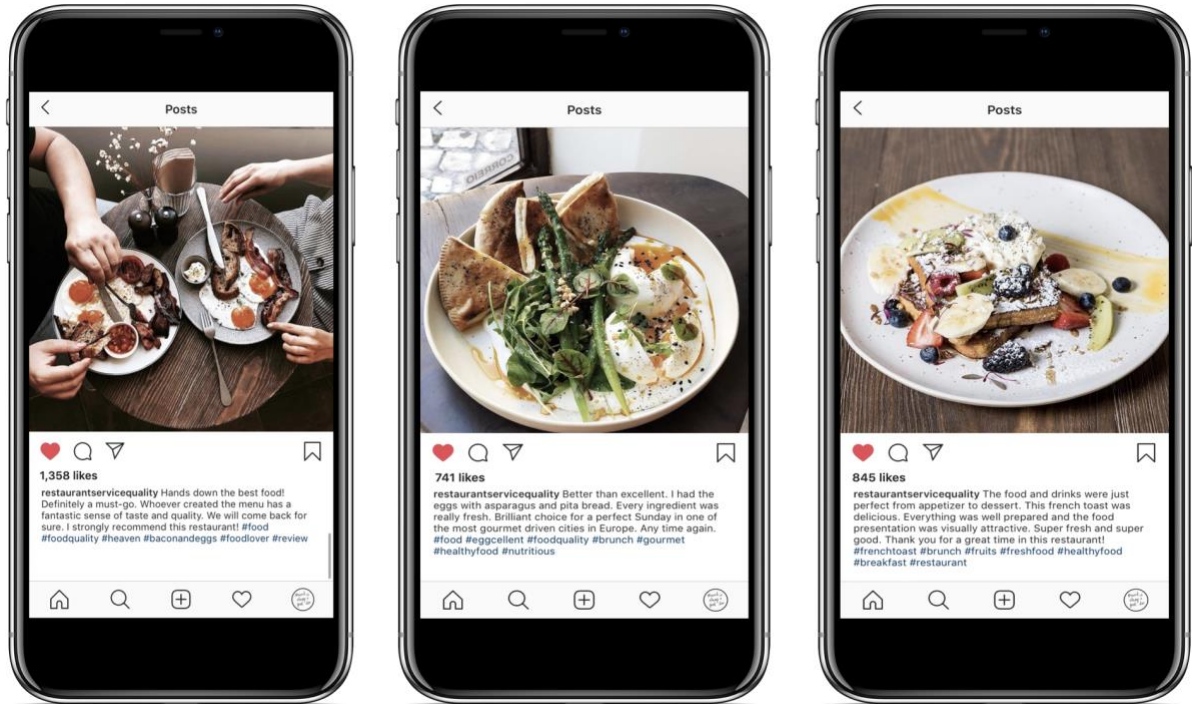 Posts
1,358 likes
restaurantservicequality Hands down the best food!
Definitely a must-go. Whoever created the menu has a
fantastic sense of taste and quality. We will come back for
sure. I strongly recommend this restaurant! #food
#foodquality #heaven #baconandeggs #foodlover #review
Posts
CORREIO
741 likes
restaurantservicequality Better than excellent. I had the
eggs with asparagus and pita bread. Every ingredient was
really fresh. Brilliant choice for a perfect Sunday in one of
the most gourmet driven cities in Europe. Any time again.
#food #eggcellent #foodquality #brunch #gourmet
#healthyfood #nutritious
Posts
845 likes
restaurantservicequality The food and drinks were just
perfect from appetizer to dessert. This french toast was
delicious. Everything was well prepared and the food
presentation was visually attractive. Super fresh and super
good. Thank you for a great time in this restaurant!
#frenchtoast #brunch #fruits #freshfood #healthyfood
#breakfast #restaurant